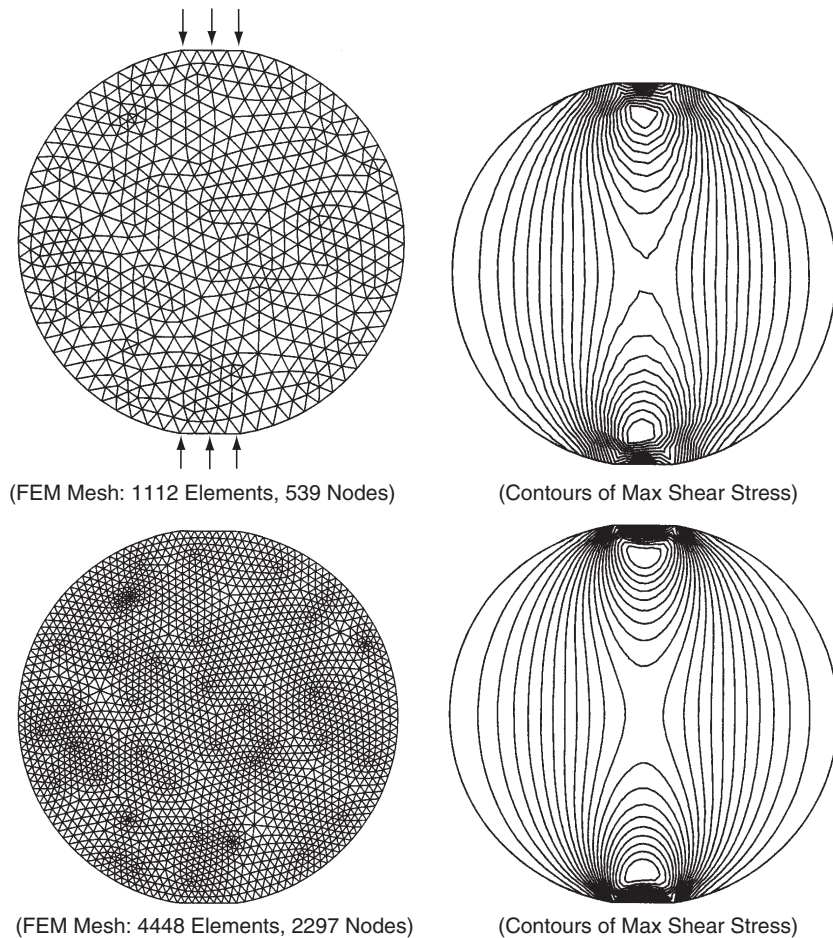 (FEM Mesh: 1112 Elements, 539 Nodes)
(Contours of Max Shear Stress)
(FEM Mesh: 4448 Elements, 2297 Nodes)
(Contours of Max Shear Stress)